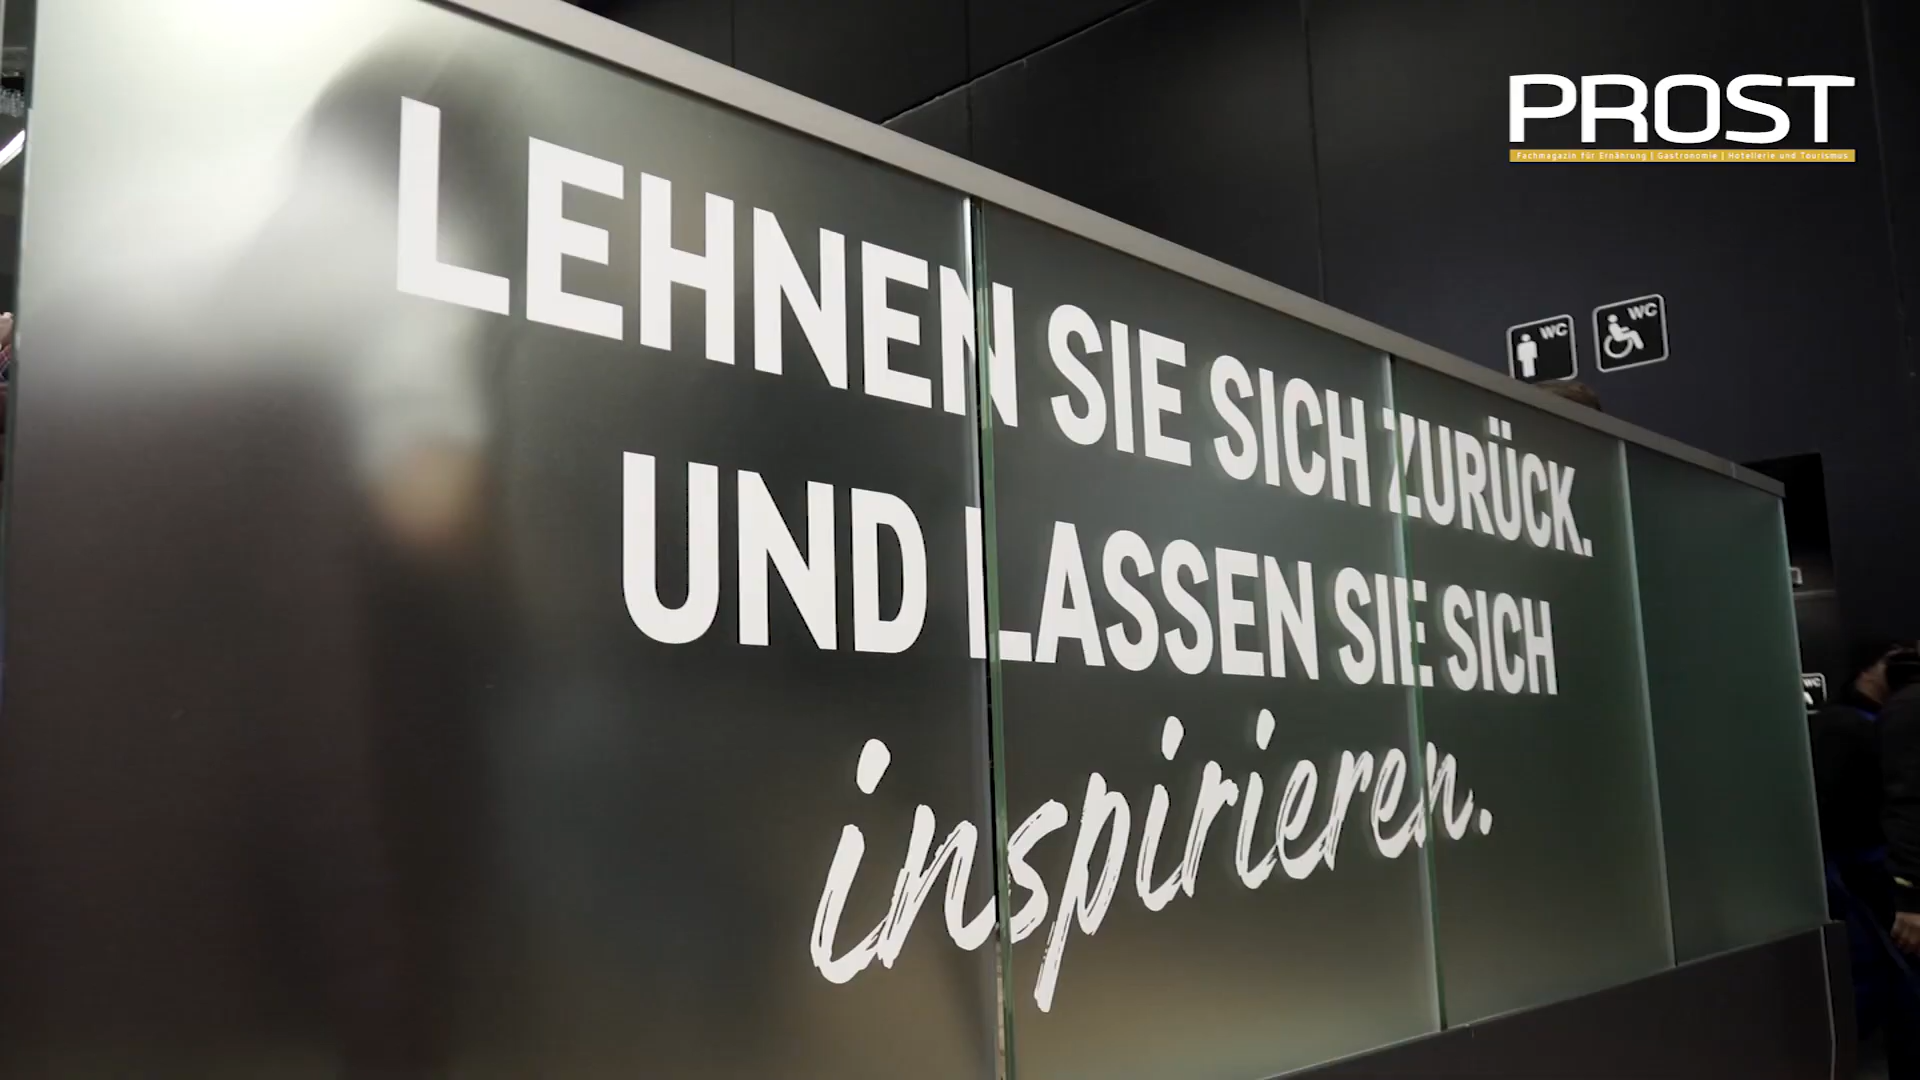 PROST
Fachmagazin für Ernährung | Gastronomie | Hotellerie und Tourismus
LEHNEN SIE SICH ZURÜCK.
UND LASSEN SIE SICH
inspirieren.
WC
WC
WC